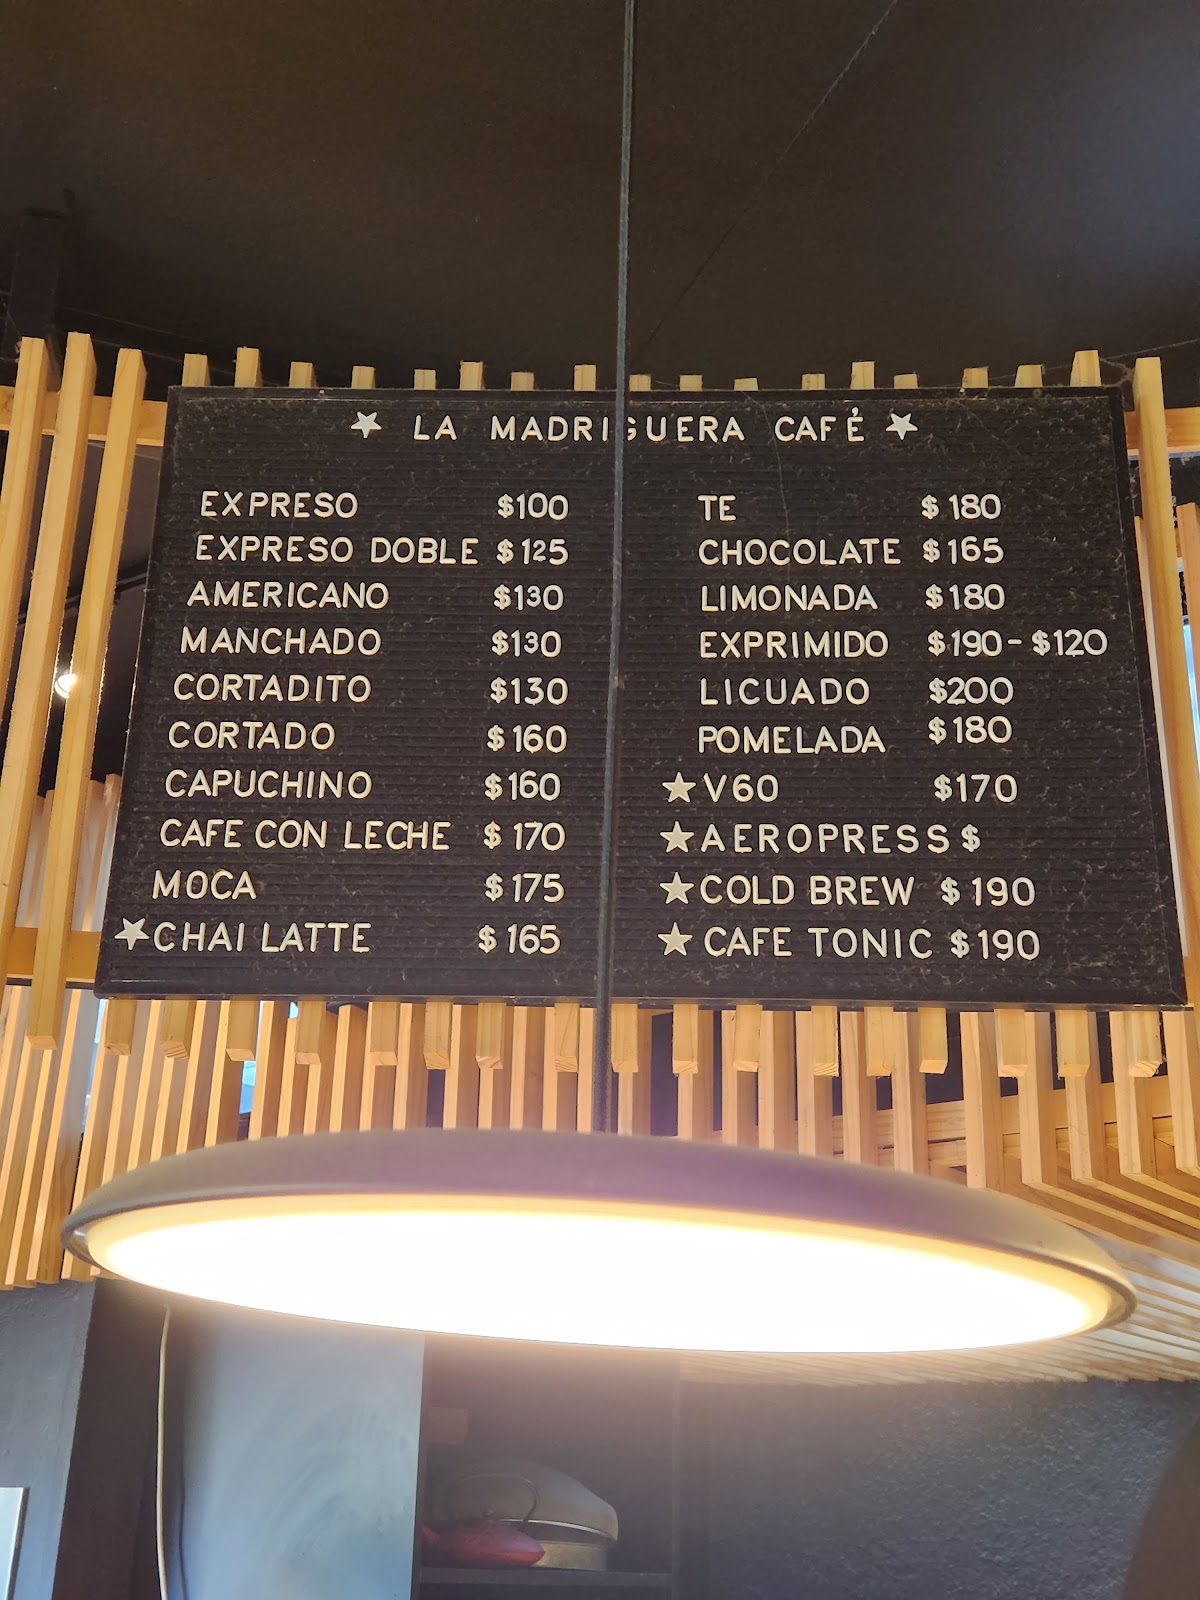 ★ LA MADRIGUERA CAFÉ ★
EXPRESO $100
EXPRESO DOBLE $125
AMERICANO $130
MANCHADO $130
CORTADITO $130
CORTADO $160
CAPUCHINO $160
CAFE CON LECHE $170
MOCA $175
★ CHAI LATTE $165
TE $180
CHOCOLATE $165
LIMONADA $180
EXPRIMIDO $190-$120
LICUADO $200
POMELADA $180
★ V60 $170
★ AEROPRESS $
★ COLD BREW $190
★ CAFE TONIC $190